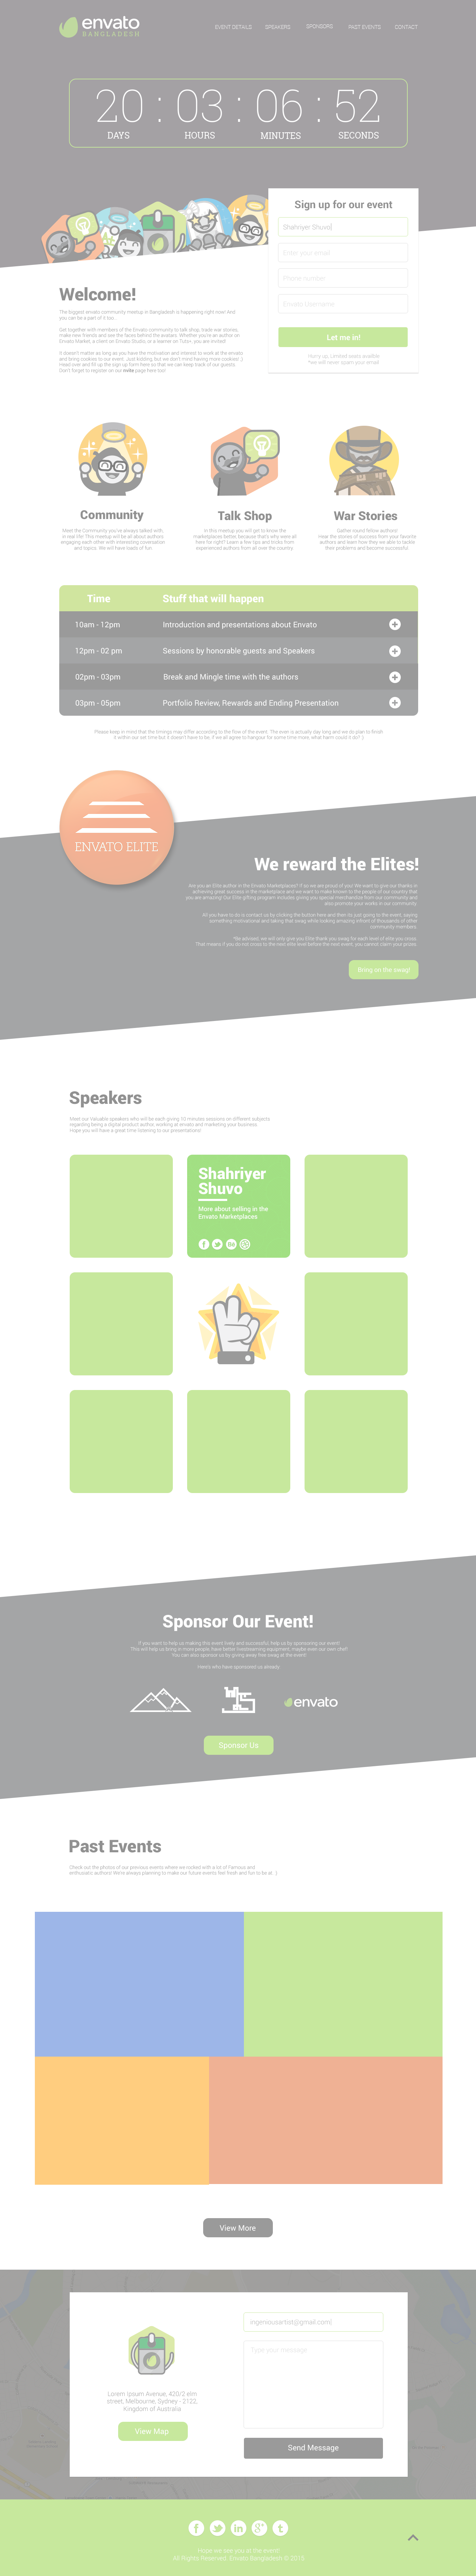 envato
BANGLADESH
EVENT DETAILS SPEAKERS SPONSORS PAST EVENTS CONTACT
20 : 03 : 06 : 52
DAYS HOURS MINUTES SECONDS
Sign up for our event
Shahriyer Shuvo
Enter your email
Phone number
Envato Username
Let me in!
Hurry up, Limited seats availble
*we will never spam your email
Welcome!
The biggest envato community meetup in Bangladesh is happening right now! And
you can be a part of it too...
Get together with members of the Envato community to talk shop, trade war stories,
make new friends and see the faces behind the avatars. Whether you're an author on
Envato Market, a client on Envato Studio, or a learner on Tuts+, you are invited!
It doesn't matter as long as you have the motivation and interest to work at the envato
and bring cookies to our event. Just kidding, but we don't mind having more cookies! ;)
Head over and fill up the sign up form here so that we can keep track of our guests.
Don't forget to register on our invite page here too!
Community
Meet the Community you've always talked with
in real life! This meetup will be all about authors
engaging each other with interesting coversation
and topics. We will have loads of fun
Talk Shop
In this meetup you will get to know the
marketplaces better, because that's why were all
here for right? Learn a few tips and tricks from
experienced authors from all over the country.
War Stories
Gather round fellow authors!
Hear the stories of success from your favorite
authors and learn how they were able to tackle
their problems and become successful.
Time Stuff that will happen
10am - 12pm Introduction and presentations about Envato
12pm - 02 pm Sessions by honorable guests and Speakers
02pm - 03pm Break and Mingle time with the authors
03pm - 05pm Portfolio Review, Rewards and Ending Presentation
Please keep in mind that the timings may differ according to the flow of the event. The even is actually day long and we do plan to finish
it within our set time but it doesn't have to be, if we all agree to hangout for some time more, what harm could it do? :)
ENVATO ELITE
We reward the Elites!
Are you an Elite author in the Envato Marketplaces? If so we are proud of you! We want to give our thanks in
achieving great success in the marketplace and we want to make known to the people of our country that
you are amazing! Our Elite gifting program includes giving you special merchandize from our community and
also promote your works in our community.
All you have to do is contact us by clicking the button here and then it's just going to the event, saying
something motivational and taking that swag while looking amazing infront of thousands of other
community members.
*Be advised, we will only give you Elite thank you swag for each level of elite you cross.
That means if you do not cross to the next elite level before the next event, you cannot claim your prizes.
Bring on the swag!
Speakers
Meet our Valuable speakers who will be each giving 10 minutes sessions on different subjects
regarding being a digital product author, working at envato and marketing your business.
Hope you will have a great time listening to our presentations!
Shahriyer
Shuvo
More about selling in the
Envato Marketplaces
Sponsor Our Event!
If you want to help us making this event lively and successful, help us by sponsoring our event!
This will help us bring in more people, have better housekeeping equipment, maybe even our own chef!
You can also sponsor us by giving away free swag at the event!
Here's who have sponsored us already:
envato
Sponsor Us
Past Events
Check out the photos of our previous events where we rocked with a lot of Famous and
enthusiatic authors! We're always planning to make our future events feel fresh and fun to be at. :)
View More
Lorem Ipsum Avenue, 420/2 elm
street, Melbourne, Sydney - 2122,
Kingdom of Australia
View Map
ingeniousartist@gmail.com
Type your message
Send Message
Hope we see you at the event!
All Rights Reserved. Envato Bangladesh © 2015